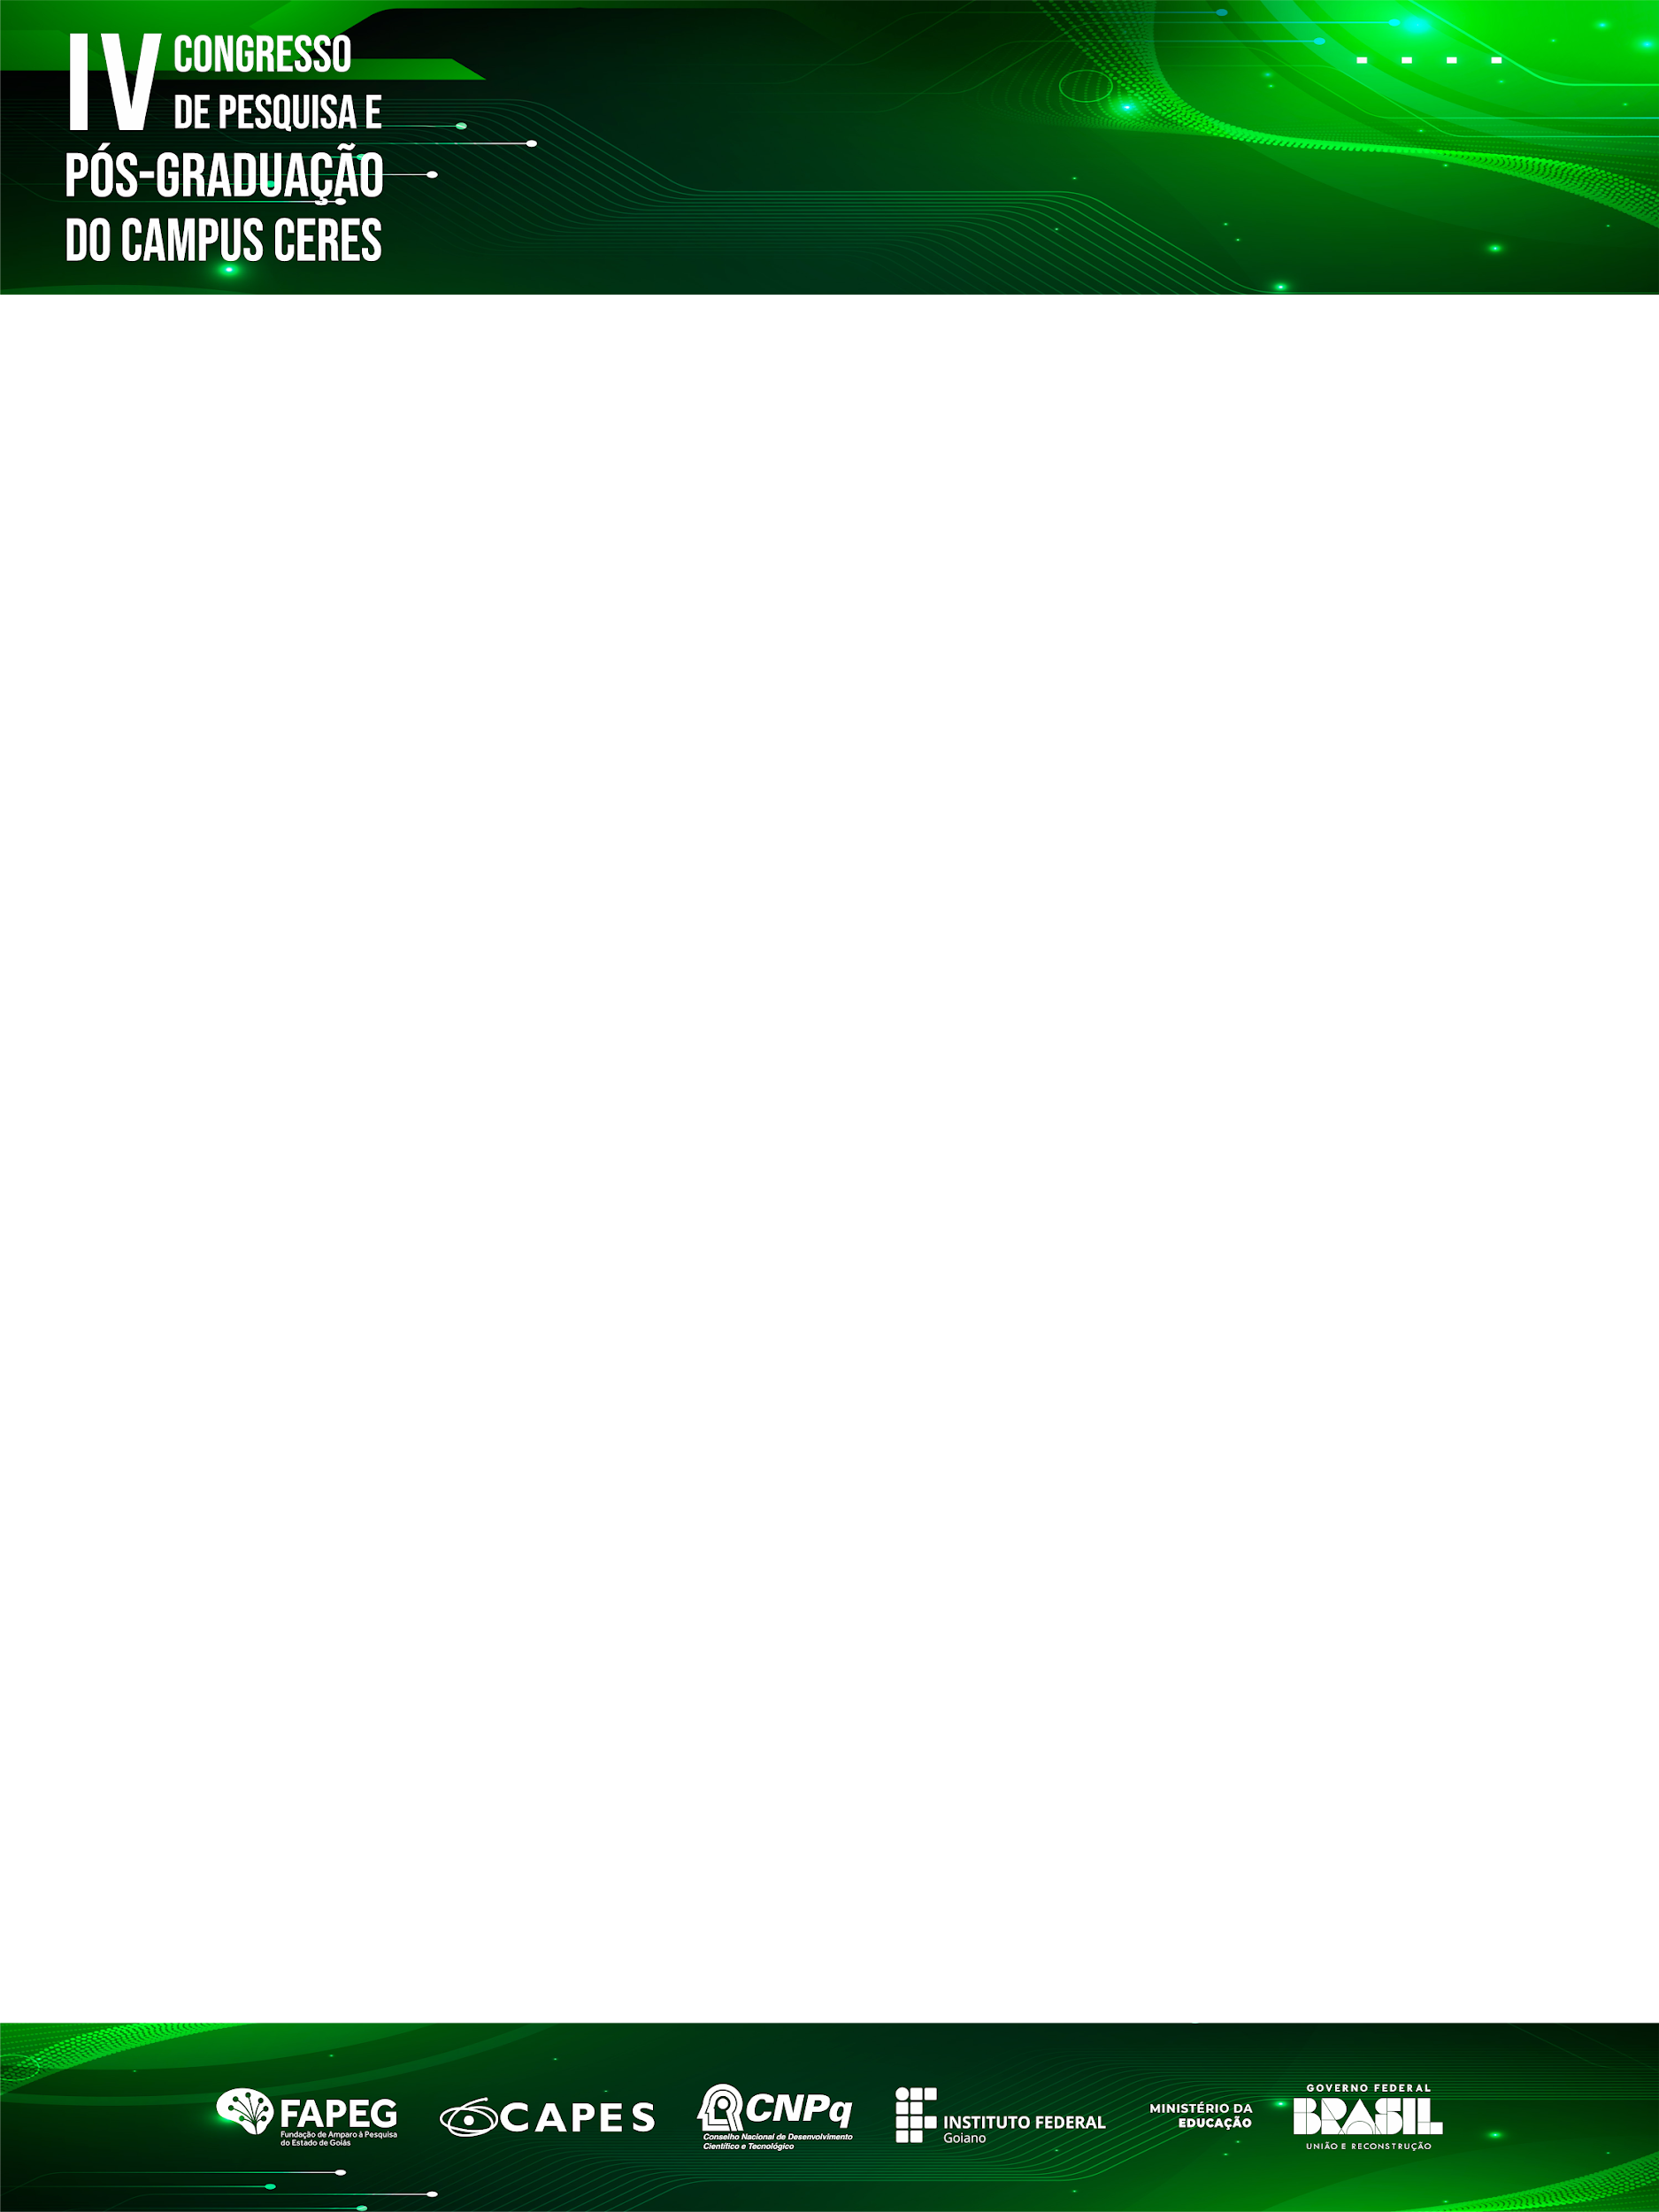 IV CONGRESSO
DE PESQUISA E
PÓS-GRADUAÇÃO
DO CAMPUS CERES
FAPEG
Fundação de Amparo à Pesquisa
do Estado de Goiás
CAPES
CNPq
Conselho Nacional de Desenvolvimento
Científico e Tecnológico
INSTITUTO FEDERAL
Goiano
MINISTÉRIO DA
EDUCAÇÃO
GOVERNO FEDERAL
BRASIL
UNIÃO E RECONSTRUÇÃO